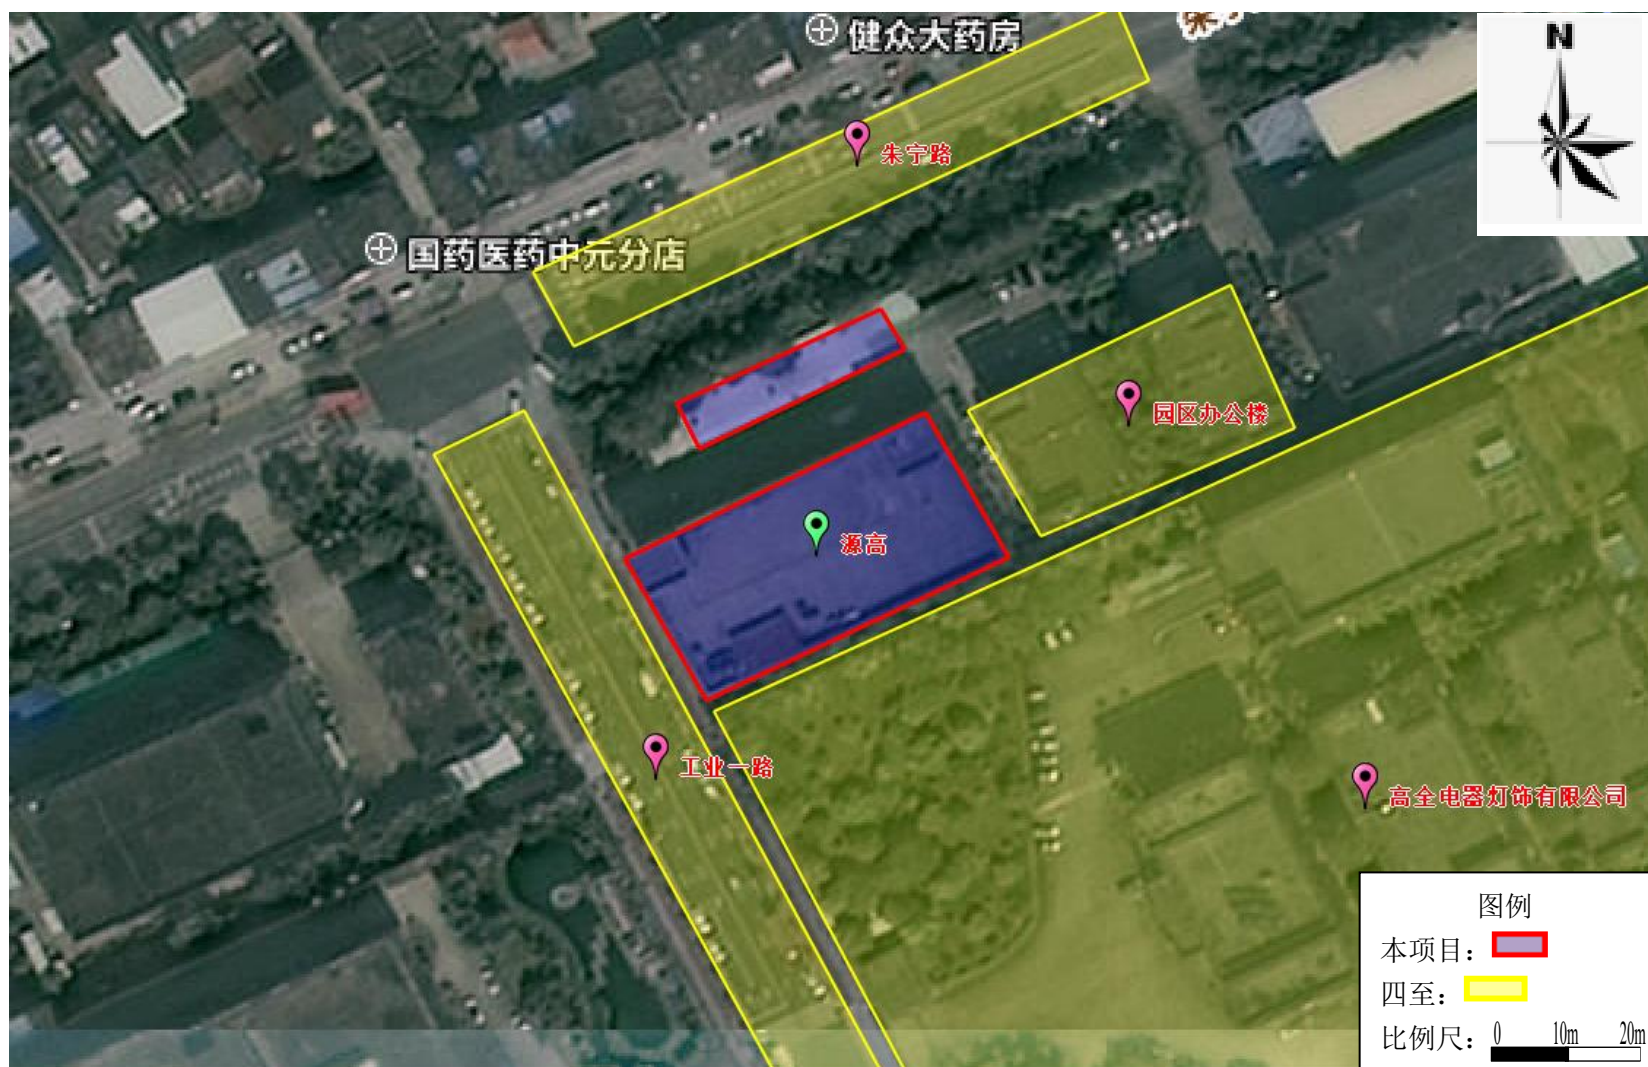 健众大药房
N
朱宁路
国药医药中元分店
园区办公楼
源高
工业一路
高全电器灯饰有限公司
图例
本项目：
四至：
比例尺：
0 10m 20m